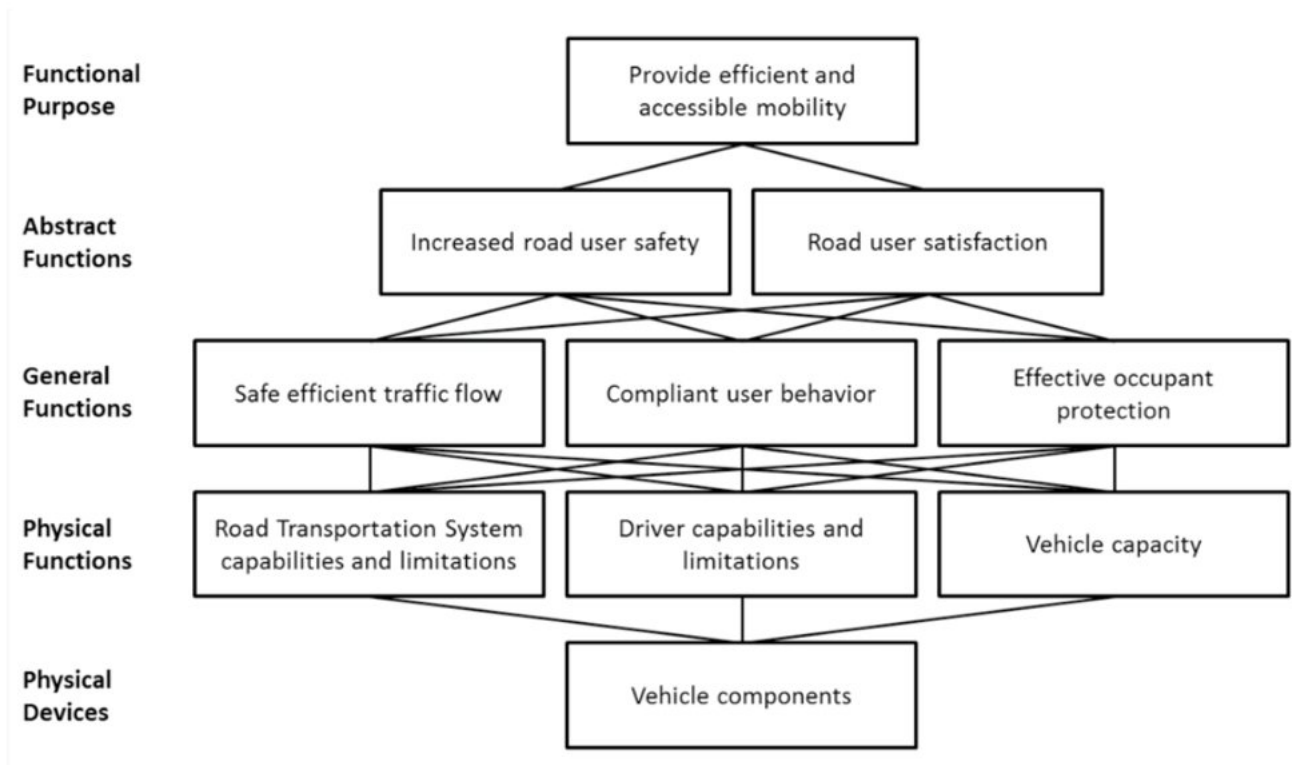 Functional
Purpose
Provide efficient and
accessible mobility
Abstract
Functions
Increased road user safety
Road user satisfaction
General
Functions
Safe efficient traffic flow
Compliant user behavior
Effective occupant
protection
Physical
Functions
Road Transportation System
capabilities and limitations
Driver capabilities and
limitations
Vehicle capacity
Physical
Devices
Vehicle components